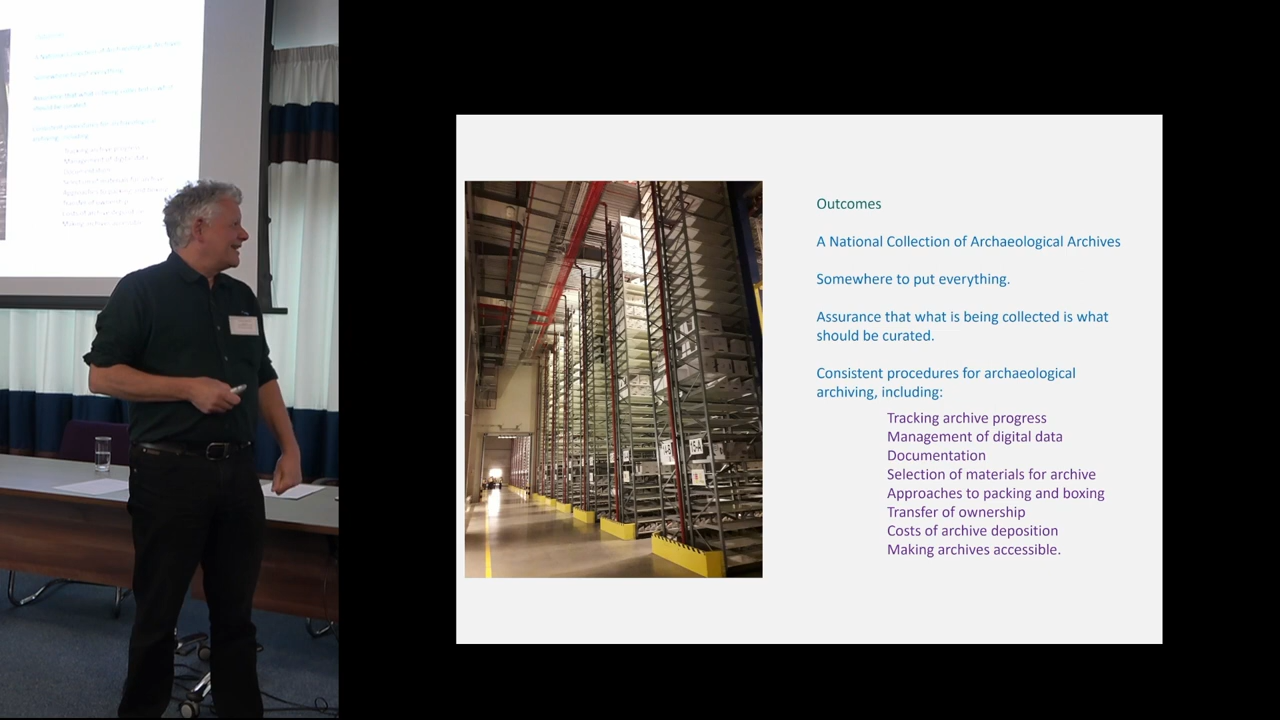 Outcomes
A National Collection of Archaeological Archives
Somewhere to put everything.
Assurance that what is being collected is what
should be curated.
Consistent procedures for archaeological
archiving, including:
Tracking archive progress
Management of digital data
Documentation
Selection of materials for archive
Approaches to packing and boxing
Transfer of ownership
Costs of archive deposition
Making archives accessible.